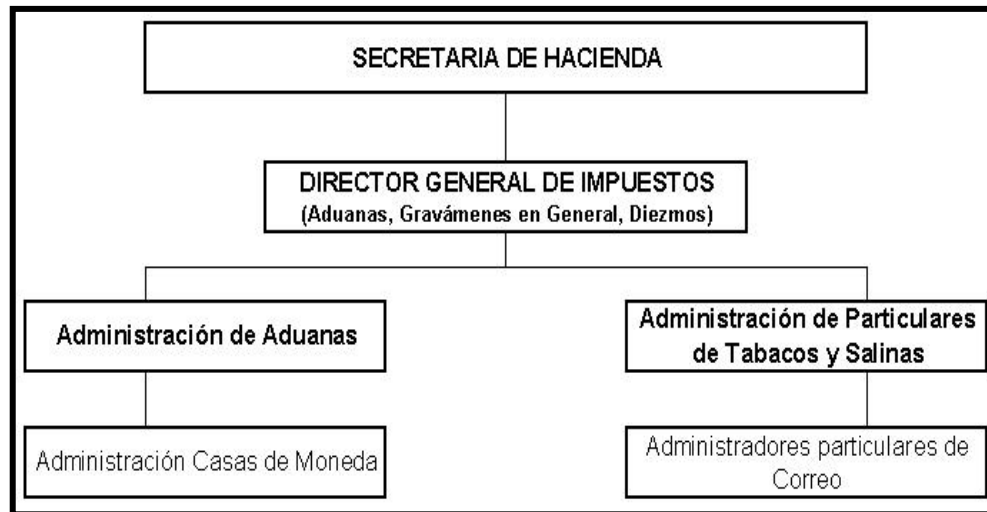 SECRETARIA DE HACIENDA
DIRECTOR GENERAL DE IMPUESTOS
(Aduanas, Gravámenes en General, Diezmos)
Administración de Aduanas
Administración de Particulares
de Tabacos y Salinas
Administración Casas de Moneda
Administradores particulares de
Correo